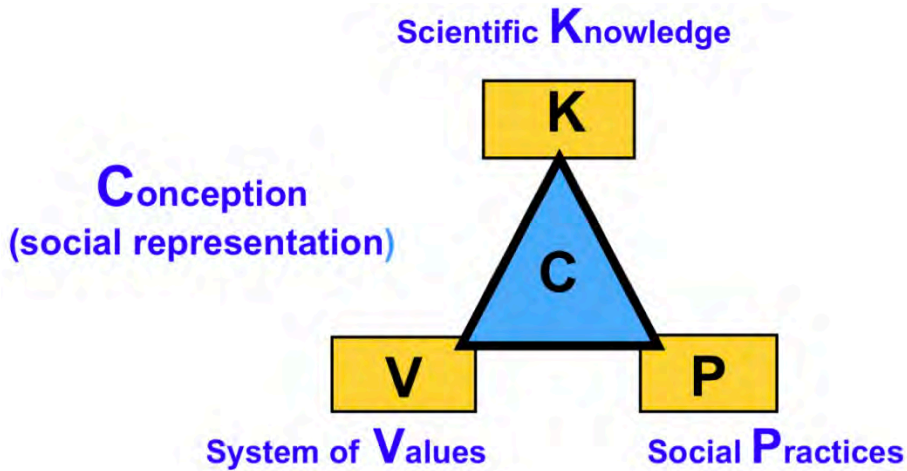 Scientific Knowledge
K
Conception
(social representation)
C
V
P
System of Values
Social Practices